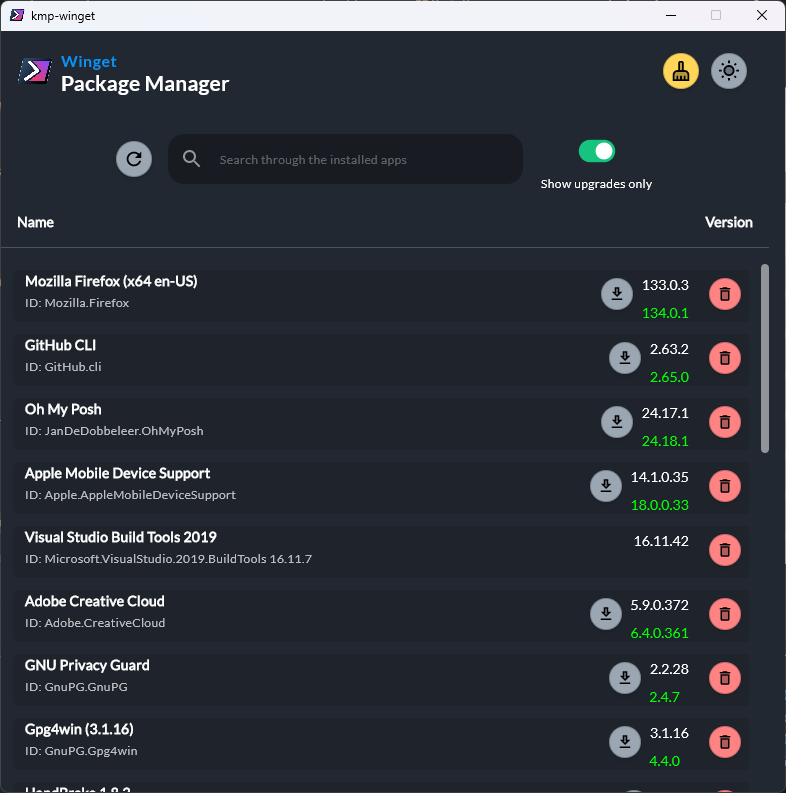 kmp-winget
Winget
Package Manager
Search through the installed apps
Show upgrades only
Name Version
Mozilla Firefox (x64 en-US)
ID: Mozilla.Firefox
133.0.3
134.0.1
GitHub CLI
ID: GitHub.cli
2.63.2
2.65.0
Oh My Posh
ID: JanDeDobbeleer.OhMyPosh
24.17.1
24.18.1
Apple Mobile Device Support
ID: Apple.AppleMobileDeviceSupport
14.1.0.35
18.0.0.33
Visual Studio Build Tools 2019
ID: Microsoft.VisualStudio.2019.BuildTools 16.11.7
16.11.42
Adobe Creative Cloud
ID: Adobe.CreativeCloud
5.9.0.372
6.4.0.361
GNU Privacy Guard
ID: GnuPG.GnuPG
2.2.28
2.4.7
Gpg4win (3.1.16)
ID: GnuPG.Gpg4win
3.1.16
4.4.0
HandBrake 1.8.2